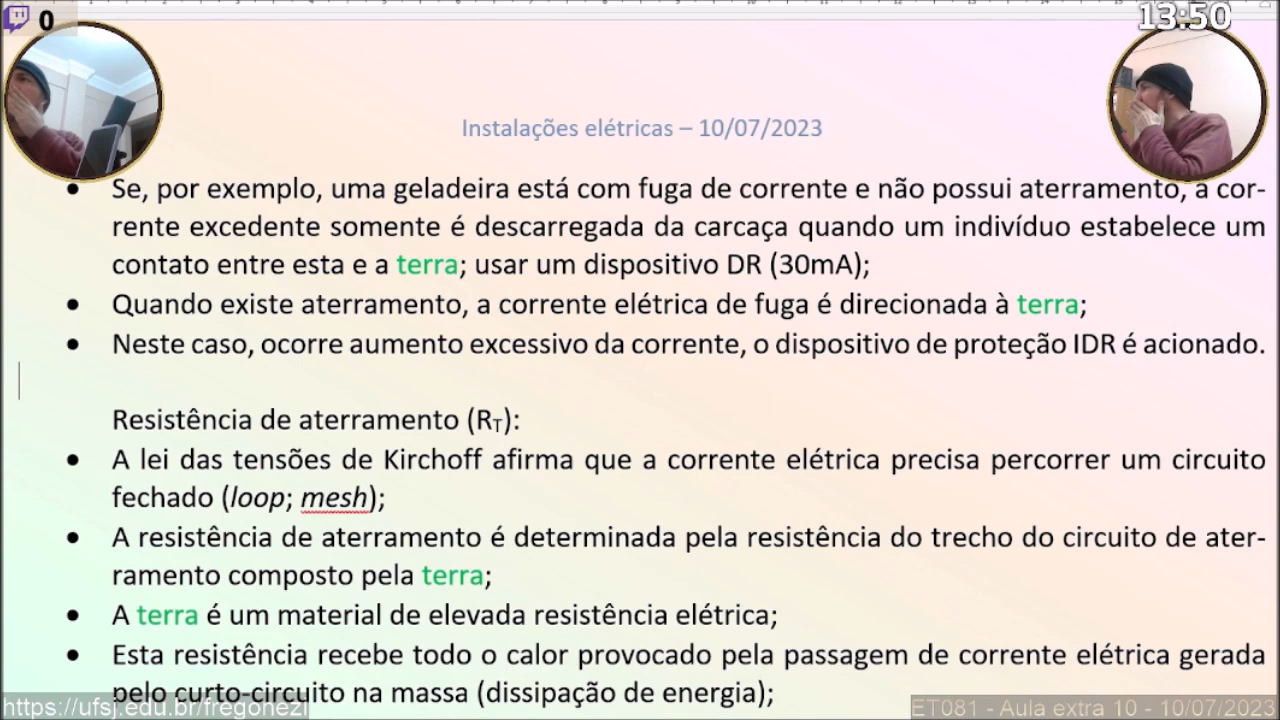 0
13:50
Instalações elétricas – 10/07/2023
• Se, por exemplo, uma geladeira está com fuga de corrente e não possui aterramento, a cor-
rente excedente somente é descarregada da carcaça quando um indivíduo estabelece um
contato entre esta e a terra; usar um dispositivo DR (30mA);
• Quando existe aterramento, a corrente elétrica de fuga é direcionada à terra;
• Neste caso, ocorre aumento excessivo da corrente, o dispositivo de proteção IDR é acionado.
Resistência de aterramento (RT):
• A lei das tensões de Kirchoff afirma que a corrente elétrica precisa percorrer um circuito
fechado (loop; mesh);
• A resistência de aterramento é determinada pela resistência do trecho do circuito de ater-
ramento composto pela terra;
• A terra é um material de elevada resistência elétrica;
• Esta resistência recebe todo o calor provocado pela passagem de corrente elétrica gerada
pelo curto-circuito na massa (dissipação de energia);
https://ufsj.edu.br/fregonezi
ET081 - Aula extra 10 - 10/07/2023